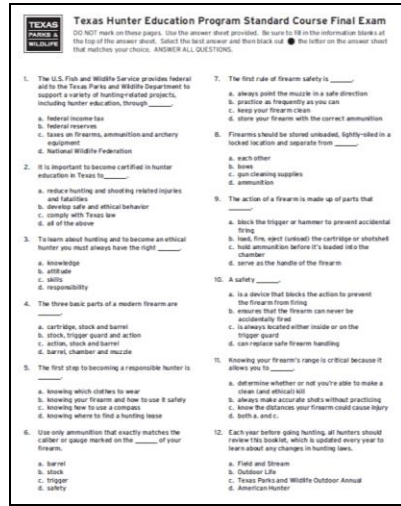 TEXAS
PARKS &
WILDLIFE
Texas Hunter Education Program Standard Course Final Exam
DO NOT mark on these pages. Use the answer sheet provided. Be sure to fill in the information blanks at
the top of the answer sheet. Select the best answer and then black out ● the letter on the answer sheet
that matches your choice. ANSWER ALL QUESTIONS.
1. The U.S. Fish and Wildlife Service provides federal
aid to the Texas Parks and Wildlife Department to
support a variety of hunting-related projects,
including hunter education, through______.
a. federal income tax
b. federal reserves
c. taxes on firearms, ammunition and archery
equipment
d. National Wildlife Federation
2. It is important to become certified in hunter
education in Texas to______.
a. reduce hunting and shooting related injuries
and fatalities
b. develop safe and ethical behavior
c. comply with Texas law
d. all of the above
3. To learn about hunting and to become an ethical
hunter you must always have the right ______.
a. knowledge
b. attitude
c. skills
d. responsibility
4. The three basic parts of a modern firearm are
______.
a. cartridge, stock and barrel
b. stock, trigger guard and action
c. action, stock and barrel
d. barrel, chamber and muzzle
5. The first step to becoming a responsible hunter is
______.
a. knowing which clothes to wear
b. knowing your firearm and how to use it safely
c. knowing how to use a compass
d. knowing where to find a hunting lease
6. Use only ammunition that exactly matches the
caliber or gauge marked on the ______ of your
firearm.
a. barrel
b. stock
c. trigger
d. safety
7. The first rule of firearm safety is ______.
a. always point the muzzle in a safe direction
b. practice as frequently as you can
c. keep your firearm clean
d. store your firearm with the correct ammunition
8. Firearms should be stored unloaded, lightly-oiled in a
locked location and separate from ______.
a. each other
b. bows
c. gun cleaning supplies
d. ammunition
9. The action of a firearm is made up of parts that
______.
a. block the trigger or hammer to prevent accidental
firing
b. load, fire, eject (unload) the cartridge or shotshell
c. hold ammunition before it's loaded into the
chamber
d. serve as the handle of the firearm
10. A safety ______.
a. is a device that blocks the action to prevent
the firearm from firing
b. ensures that the firearm can never be
accidentally fired
c. is always located either inside or on the
trigger guard
d. can replace safe firearm handling
11. Knowing your firearm's range is critical because it
allows you to ______.
a. determine whether or not you're able to make a
clean (and ethical) kill
b. always make accurate shots without practicing
c. know the distances your firearm could cause injury
d. both a. and c.
12. Each year before going hunting, all hunters should
review this booklet, which is updated every year to
learn about any changes in hunting laws.
a. Field and Stream
b. Outdoor Life
c. Texas Parks and Wildlife Outdoor Annual
d. American Hunter